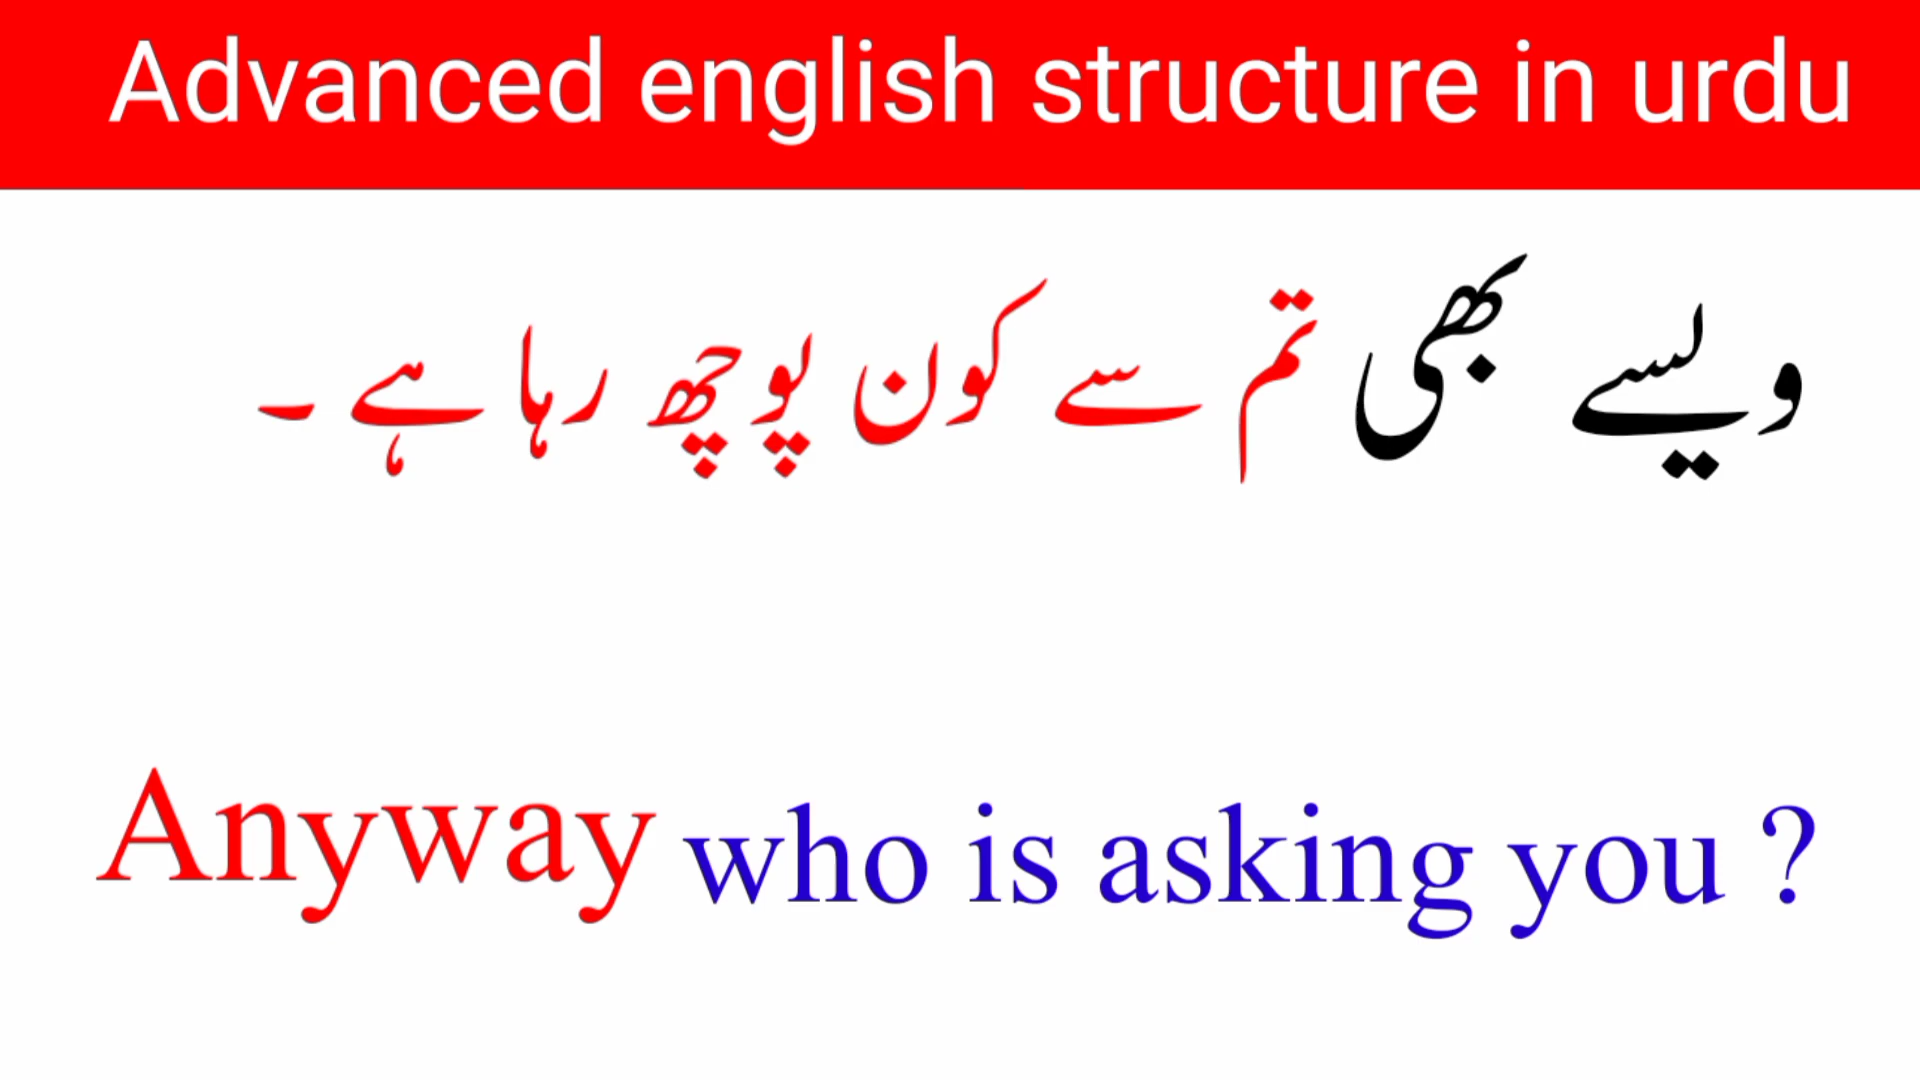 Advanced english structure in urdu
ویسے بھی تم سے کون پوچھ رہا ہے ۔
Anyway who is asking you ?